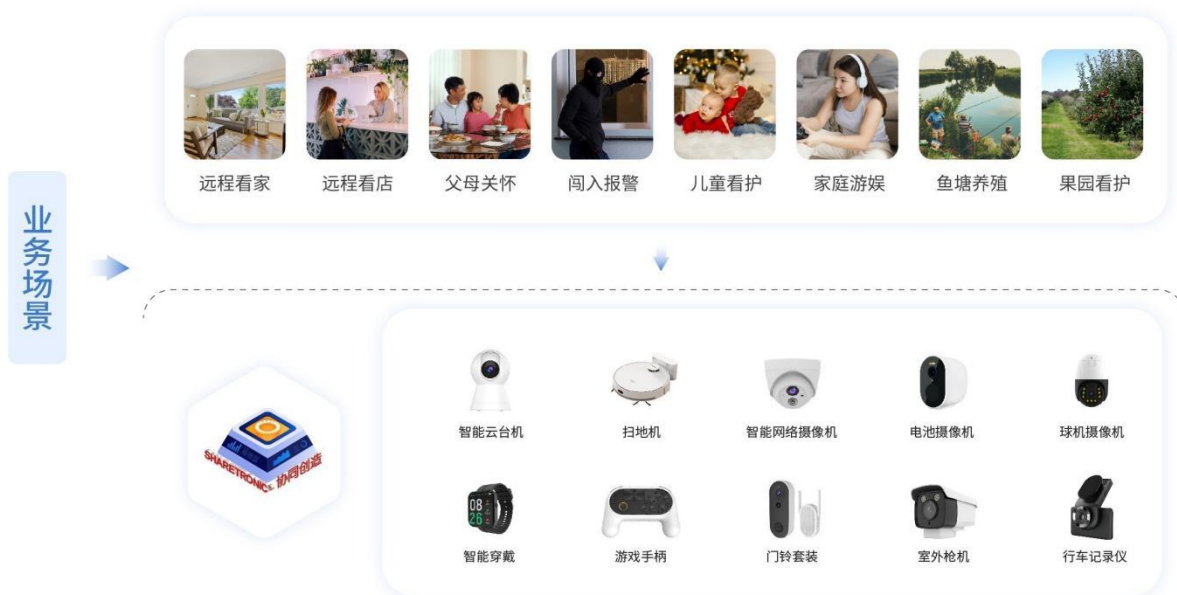 业务场景
远程看家
远程看店
父母关怀
闯入报警
儿童看护
家庭游娱
鱼塘养殖
果园看护
SHARETRONIC 协同创造
智能云台机
扫地机
智能网络摄像机
电池摄像机
球机摄像机
08
26
智能穿戴
游戏手柄
门铃套装
室外枪机
行车记录仪